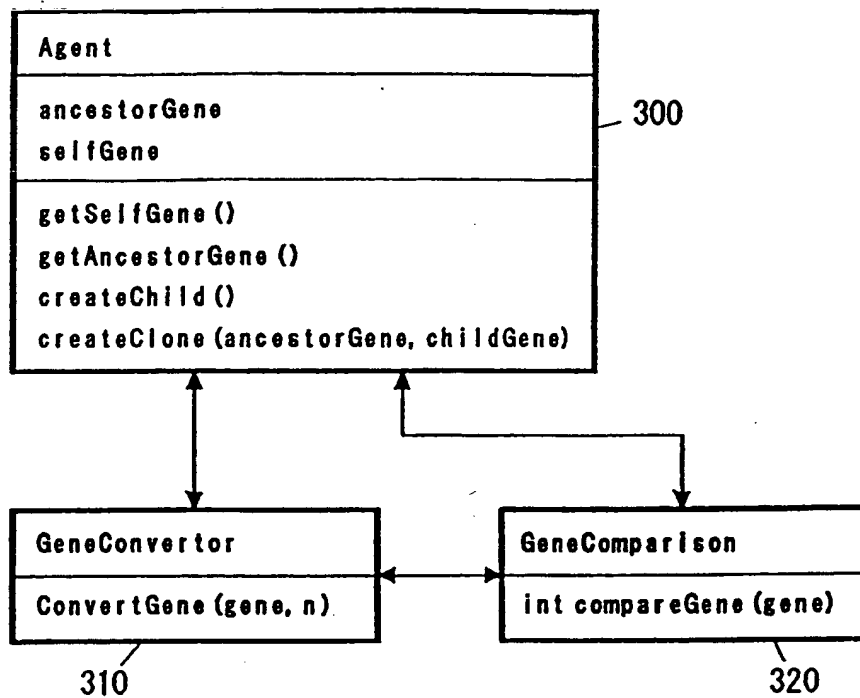 Agent
ancestorGene
selfGene
300
getSelfGene()
getAncestorGene()
createChild()
createClone(ancestorGene, childGene)
GeneConvertor
ConvertGene(gene, n)
310
GeneComparison
int compareGene(gene)
320